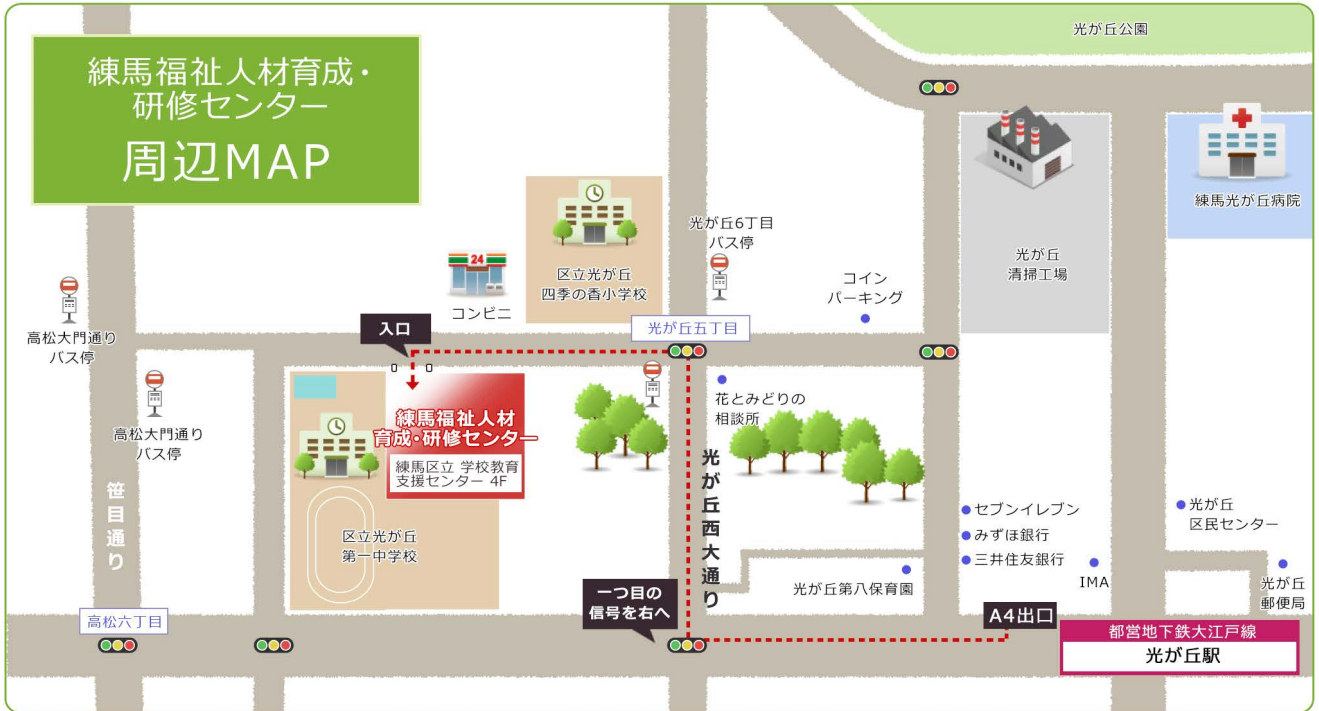 練馬福祉人材育成・
研修センター
周辺MAP
光が丘公園
練馬光が丘病院
区立光が丘
四季の香小学校
光が丘6丁目
バス停
光が丘
清掃工場
24
コンビニ
コイン
パーキング
高松大門通り
バス停
入口
光が丘五丁目
高松大門通り
バス停
練馬福祉人材
育成・研修センター
練馬区立 学校教育
支援センター 4F
花とみどりの
相談所
笹目通り
光が丘西大通り
区立光が丘
第一中学校
セブンイレブン
みずほ銀行
三井住友銀行
IMA
光が丘
区民センター
光が丘第八保育園
光が丘
郵便局
高松六丁目
一つ目の
信号を右へ
A4出口
都営地下鉄大江戸線
光が丘駅